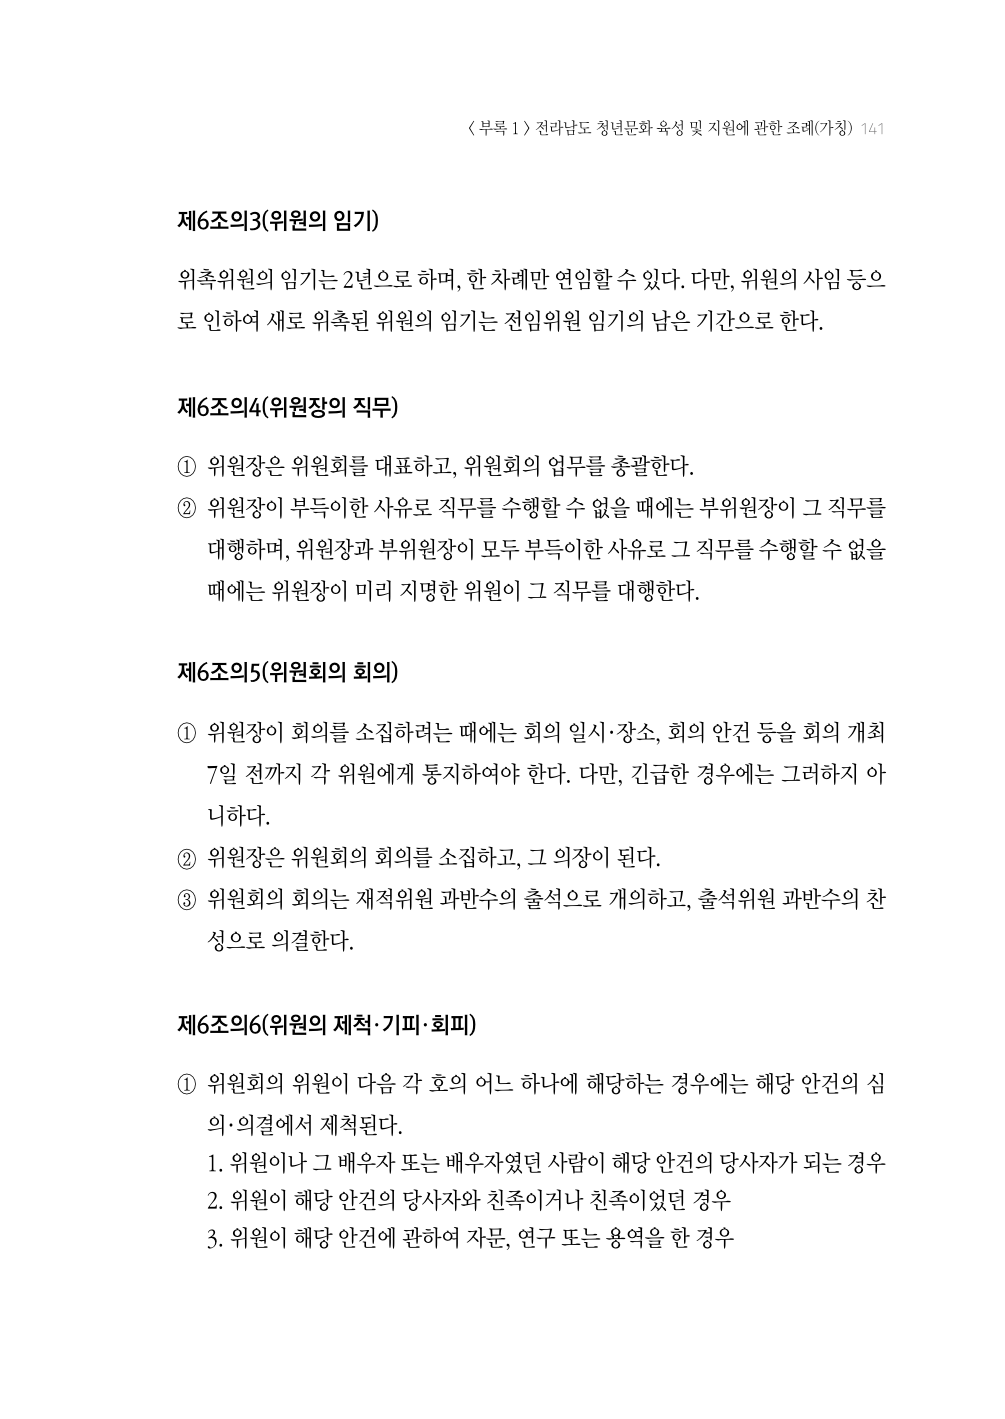 〈 부록 1 〉 전라남도 청년문화 육성 및 지원에 관한 조례(가칭) 141
제6조의3(위원의 임기)
위촉위원의 임기는 2년으로 하며, 한 차례만 연임할 수 있다. 다만, 위원의 사임 등으
로 인하여 새로 위촉된 위원의 임기는 전임위원 임기의 남은 기간으로 한다.
제6조의4(위원장의 직무)
① 위원장은 위원회를 대표하고, 위원회의 업무를 총괄한다.
② 위원장이 부득이한 사유로 직무를 수행할 수 없을 때에는 부위원장이 그 직무를
대행하며, 위원장과 부위원장이 모두 부득이한 사유로 그 직무를 수행할 수 없을
때에는 위원장이 미리 지명한 위원이 그 직무를 대행한다.
제6조의5(위원회의 회의)
① 위원장이 회의를 소집하려는 때에는 회의 일시·장소, 회의 안건 등을 회의 개최
7일 전까지 각 위원에게 통지하여야 한다. 다만, 긴급한 경우에는 그러하지 아
니하다.
② 위원장은 위원회의 회의를 소집하고, 그 의장이 된다.
③ 위원회의 회의는 재적위원 과반수의 출석으로 개의하고, 출석위원 과반수의 찬
성으로 의결한다.
제6조의6(위원의 제척·기피·회피)
① 위원회의 위원이 다음 각 호의 어느 하나에 해당하는 경우에는 해당 안건의 심
의·의결에서 제척된다.
1. 위원이나 그 배우자 또는 배우자였던 사람이 해당 안건의 당사자가 되는 경우
2. 위원이 해당 안건의 당사자와 친족이거나 친족이었던 경우
3. 위원이 해당 안건에 관하여 자문, 연구 또는 용역을 한 경우